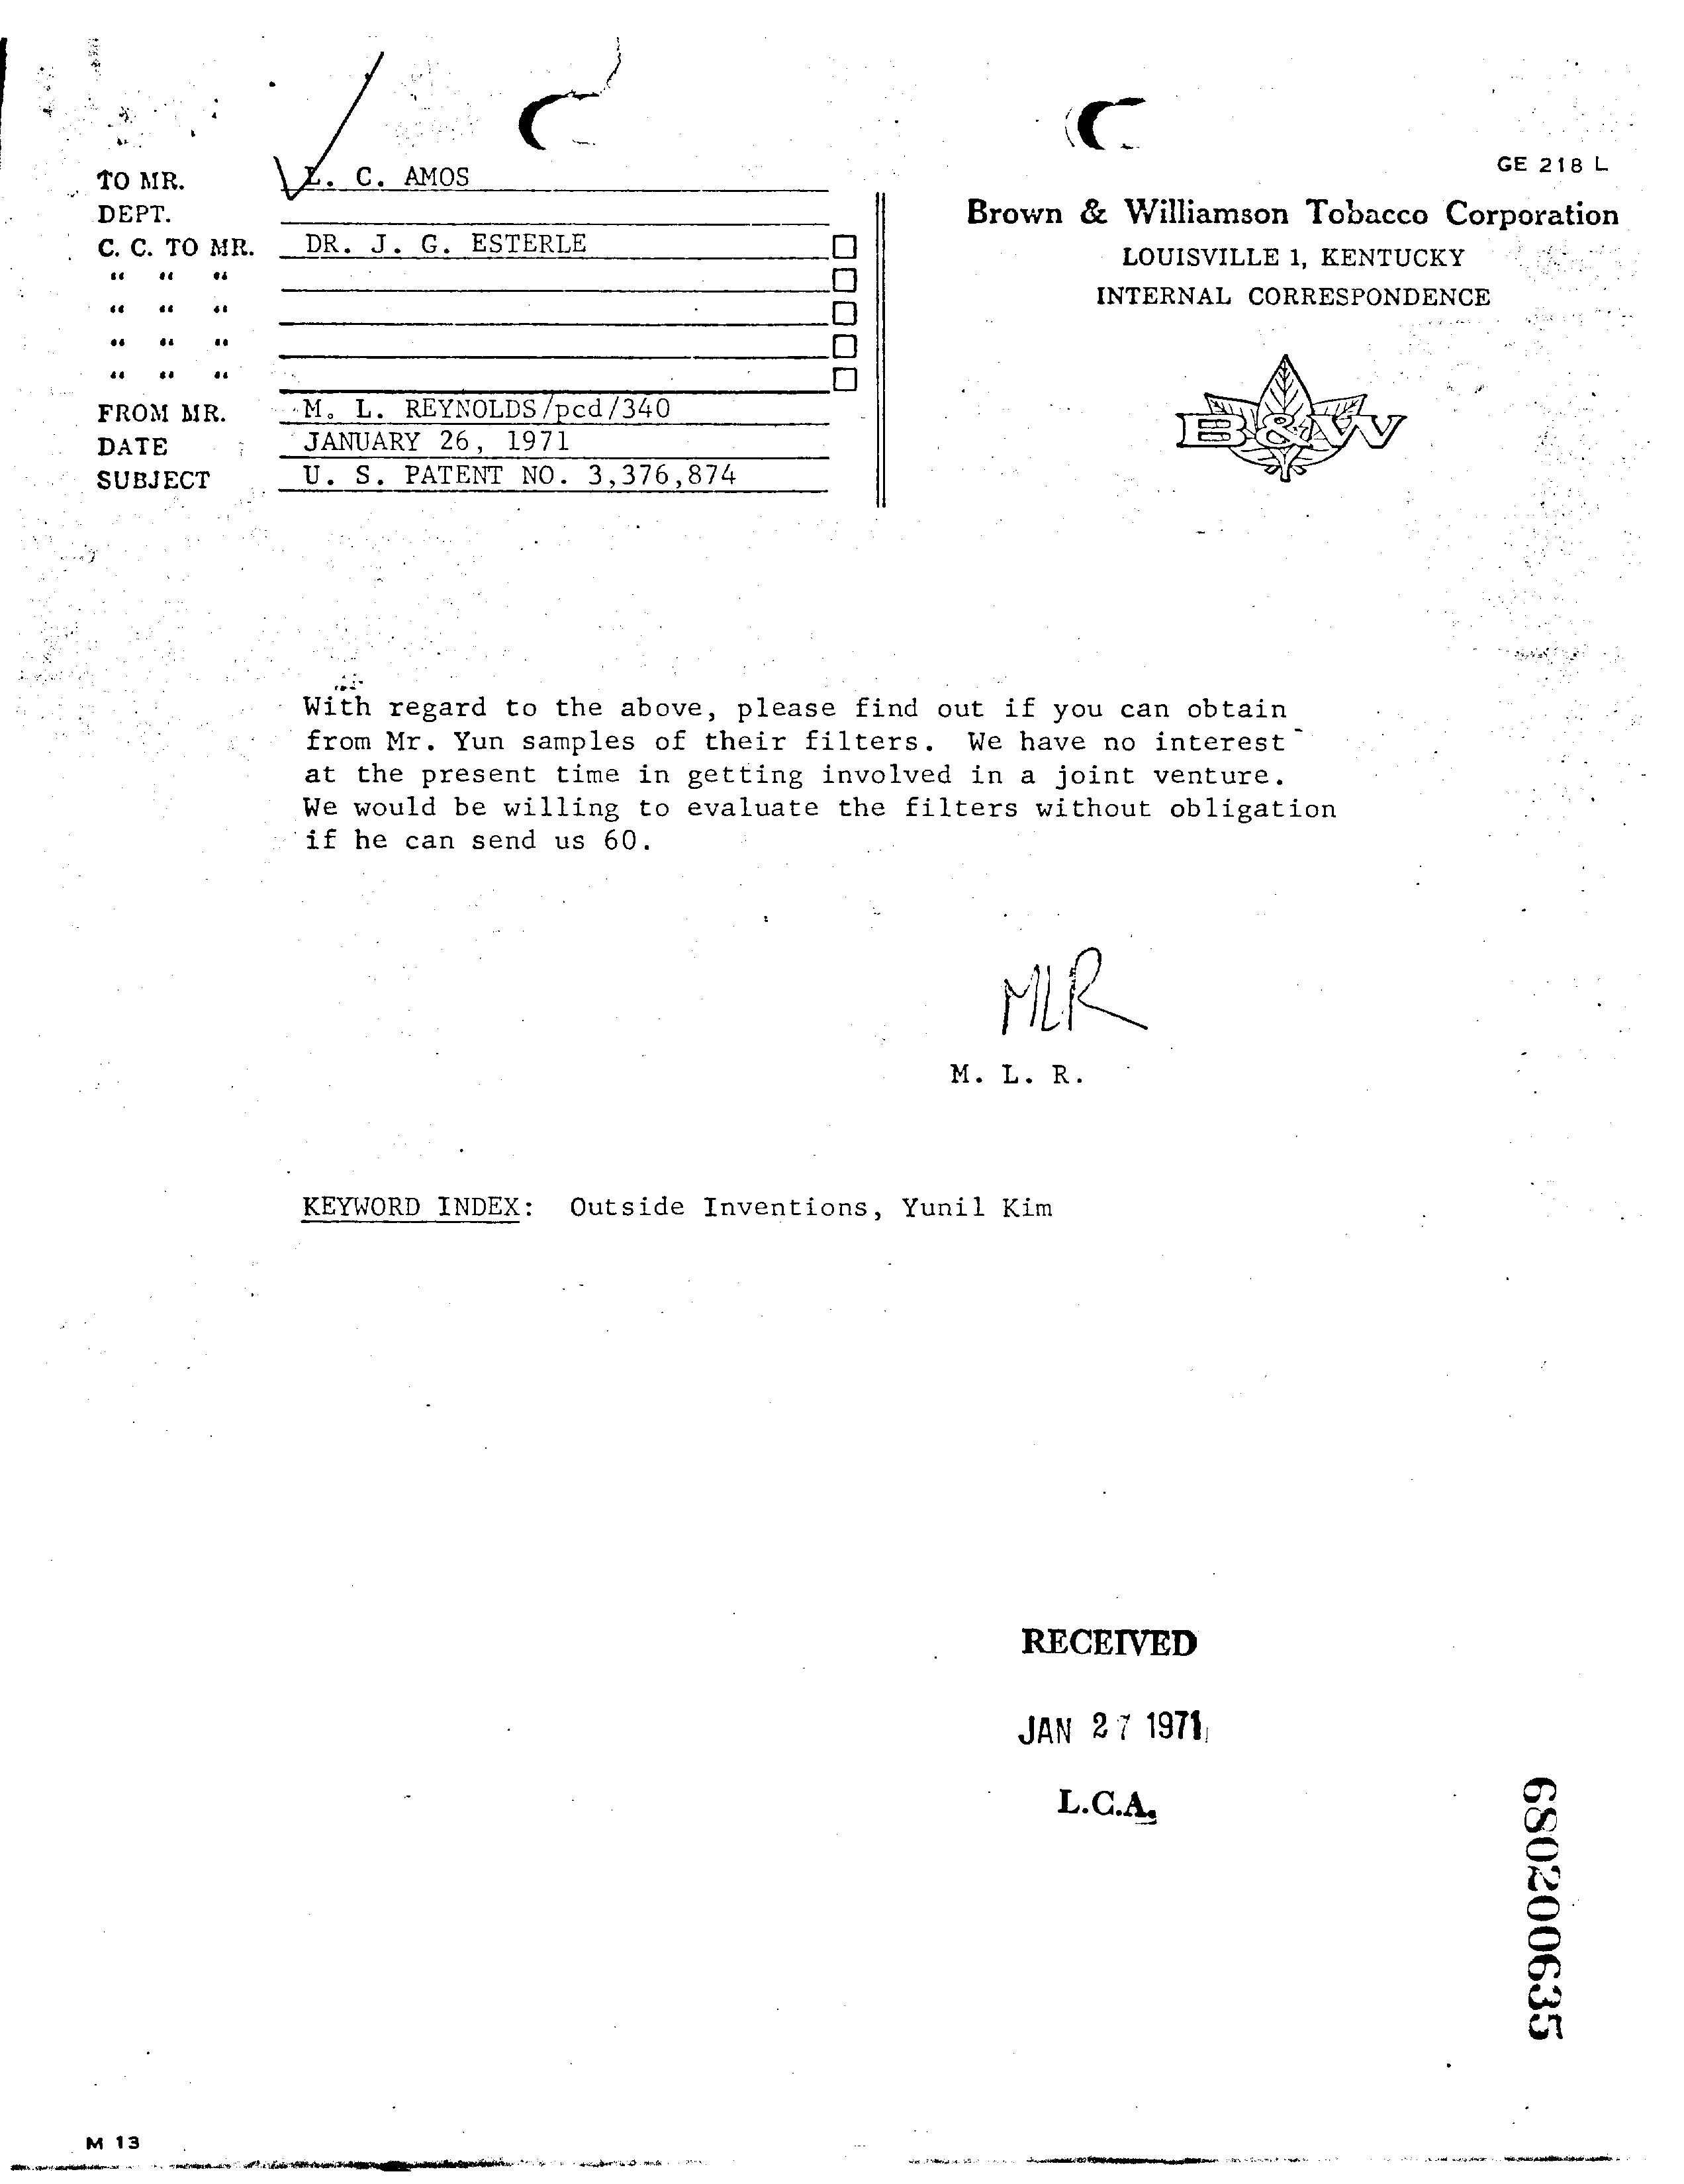 GE 218 L
TO MR. L. C. AMOS
DEPT.
C. C. TO MR. DR. J. G. ESTERLE
“ “ “
“ “ “
“ “ “
“ “ “
FROM MR. M. L. REYNOLDS/pcd/340
DATE JANUARY 26, 1971
SUBJECT U. S. PATENT NO. 3,376,874
Brown & Williamson Tobacco Corporation
LOUISVILLE 1, KENTUCKY
INTERNAL CORRESPONDENCE
B&W
With regard to the above, please find out if you can obtain
from Mr. Yun samples of their filters. We have no interest
at the present time in getting involved in a joint venture.
We would be willing to evaluate the filters without obligation
if he can send us 60.
MLR
M. L. R.
KEYWORD INDEX: Outside Inventions, Yunil Kim
RECEIVED
JAN 27 1971
L.C.A.
680200635
M 13